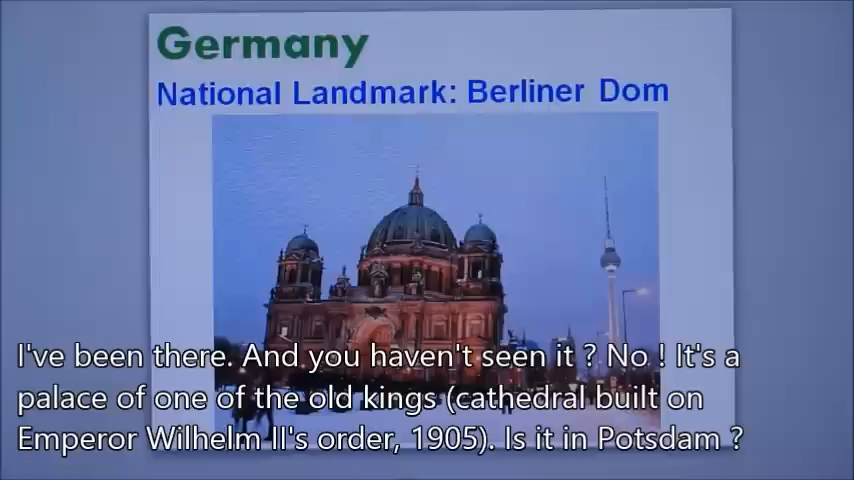 Germany
National Landmark: Berliner Dom
I've been there. And you haven't seen it ? No ! It's a
palace of one of the old kings (cathedral built on
Emperor Wilhelm II's order, 1905). Is it in Potsdam ?